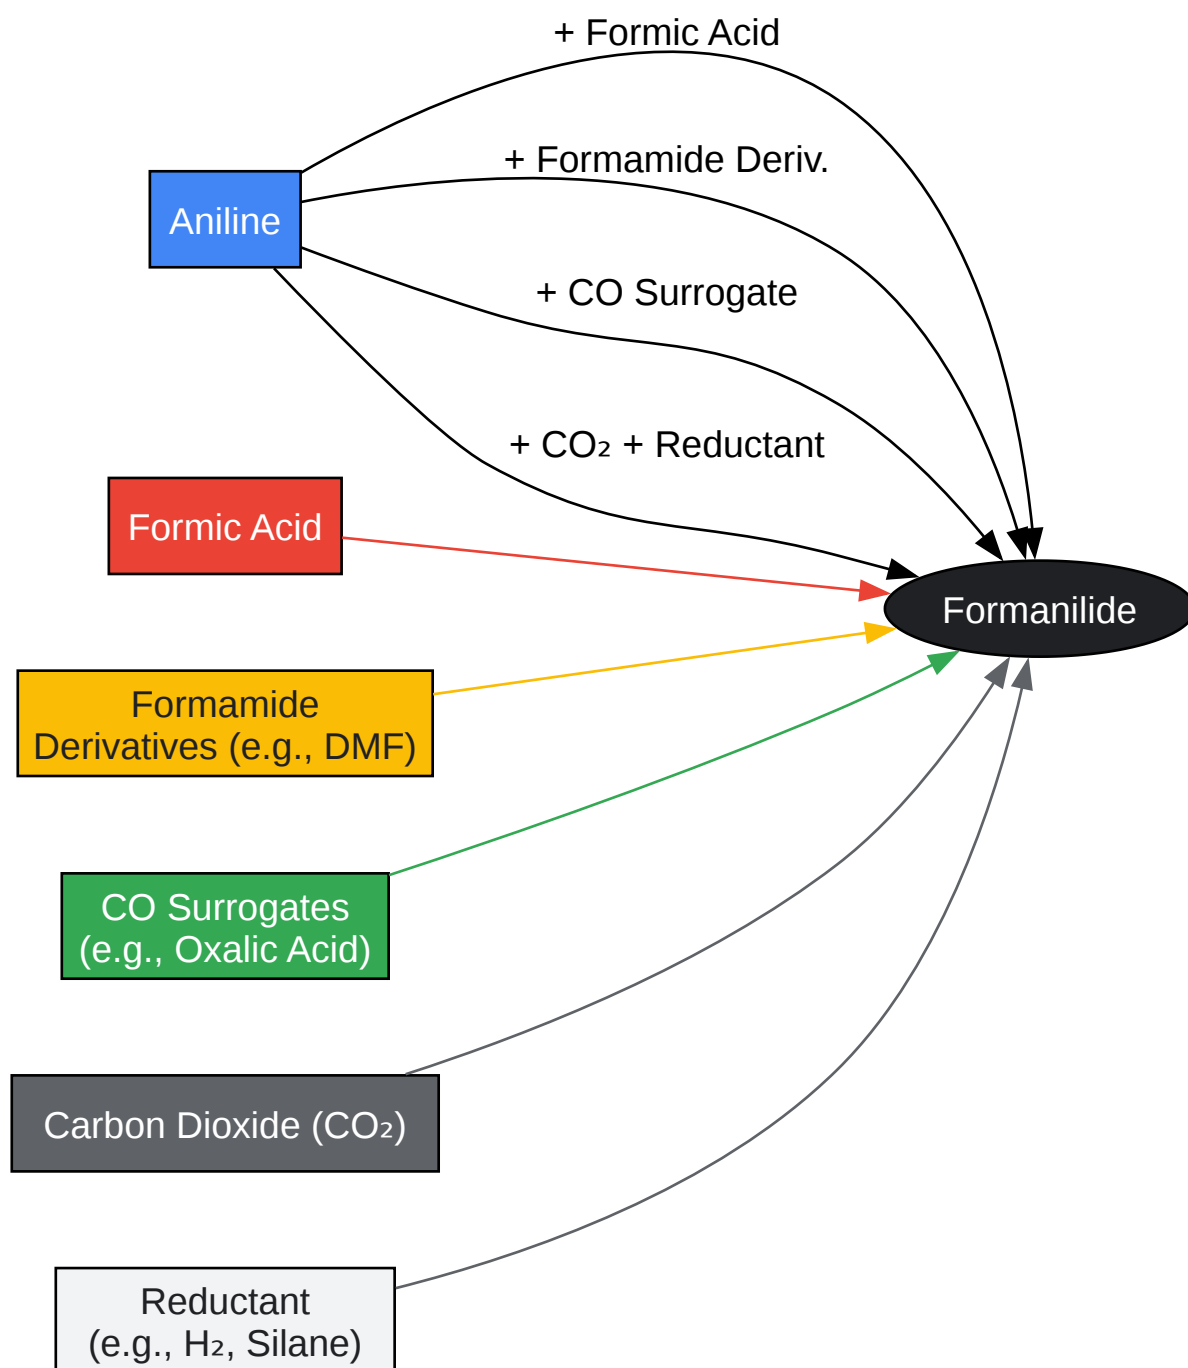 + Formic Acid
+ Formamide Deriv.
Aniline
+ CO Surrogate
+ CO₂ + Reductant
Formic Acid
Formanilide
Formamide
Derivatives (e.g., DMF)
CO Surrogates
(e.g., Oxalic Acid)
Carbon Dioxide (CO₂)
Reductant
(e.g., H₂, Silane)